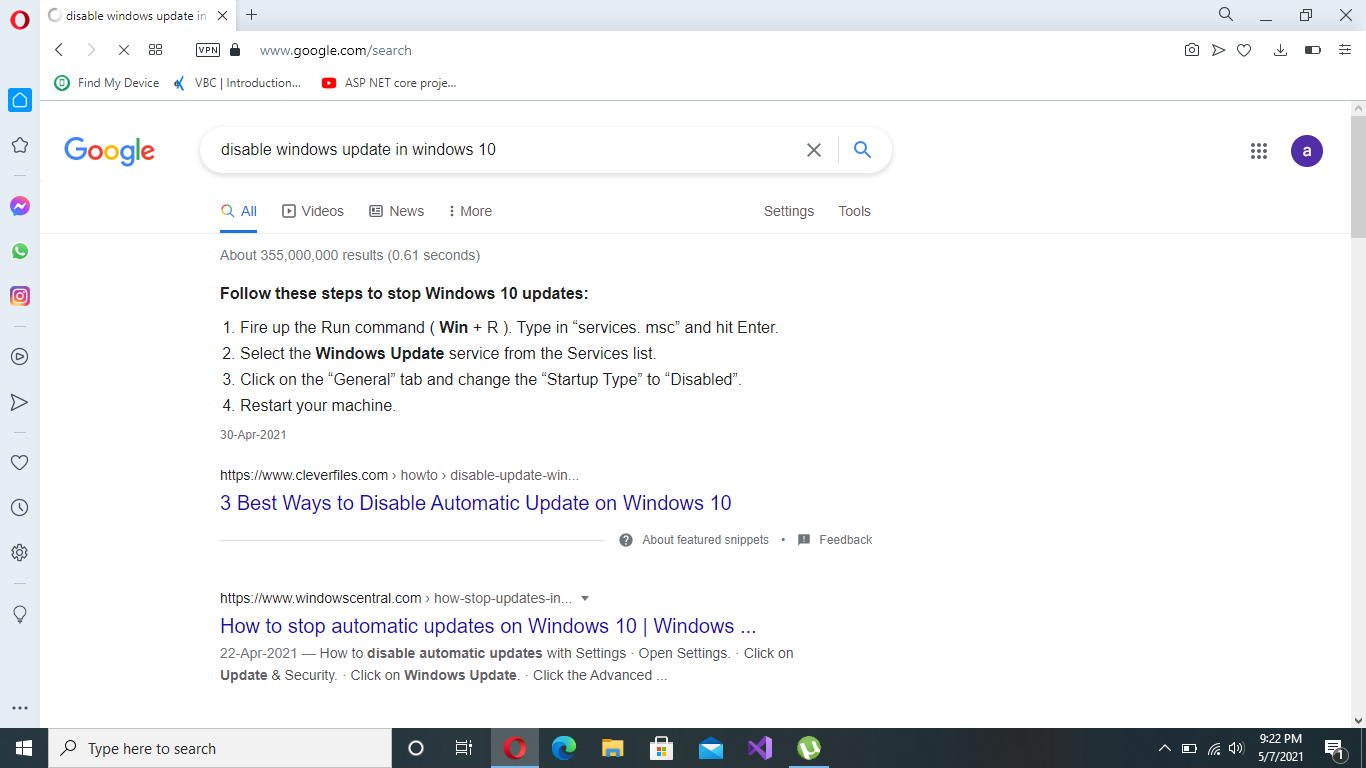 disable windows update in
VPN
www.google.com/search
Find My Device
VBC | Introduction...
ASP NET core proje...
Google
disable windows update in windows 10
a
All
Videos
News
More
Settings
Tools
About 355,000,000 results (0.61 seconds)
Follow these steps to stop Windows 10 updates:
1. Fire up the Run command ( Win + R ). Type in “services. msc” and hit Enter.
2. Select the Windows Update service from the Services list.
3. Click on the “General” tab and change the “Startup Type” to “Disabled”.
4. Restart your machine.
30-Apr-2021
https://www.cleverfiles.com › howto › disable-update-win...
3 Best Ways to Disable Automatic Update on Windows 10
About featured snippets • Feedback
https://www.windowscentral.com › how-stop-updates-in...
How to stop automatic updates on Windows 10 | Windows ...
22-Apr-2021 — How to disable automatic updates with Settings · Open Settings. · Click on
Update & Security. · Click on Windows Update. · Click the Advanced ...
Type here to search
9:22 PM
5/7/2021
1